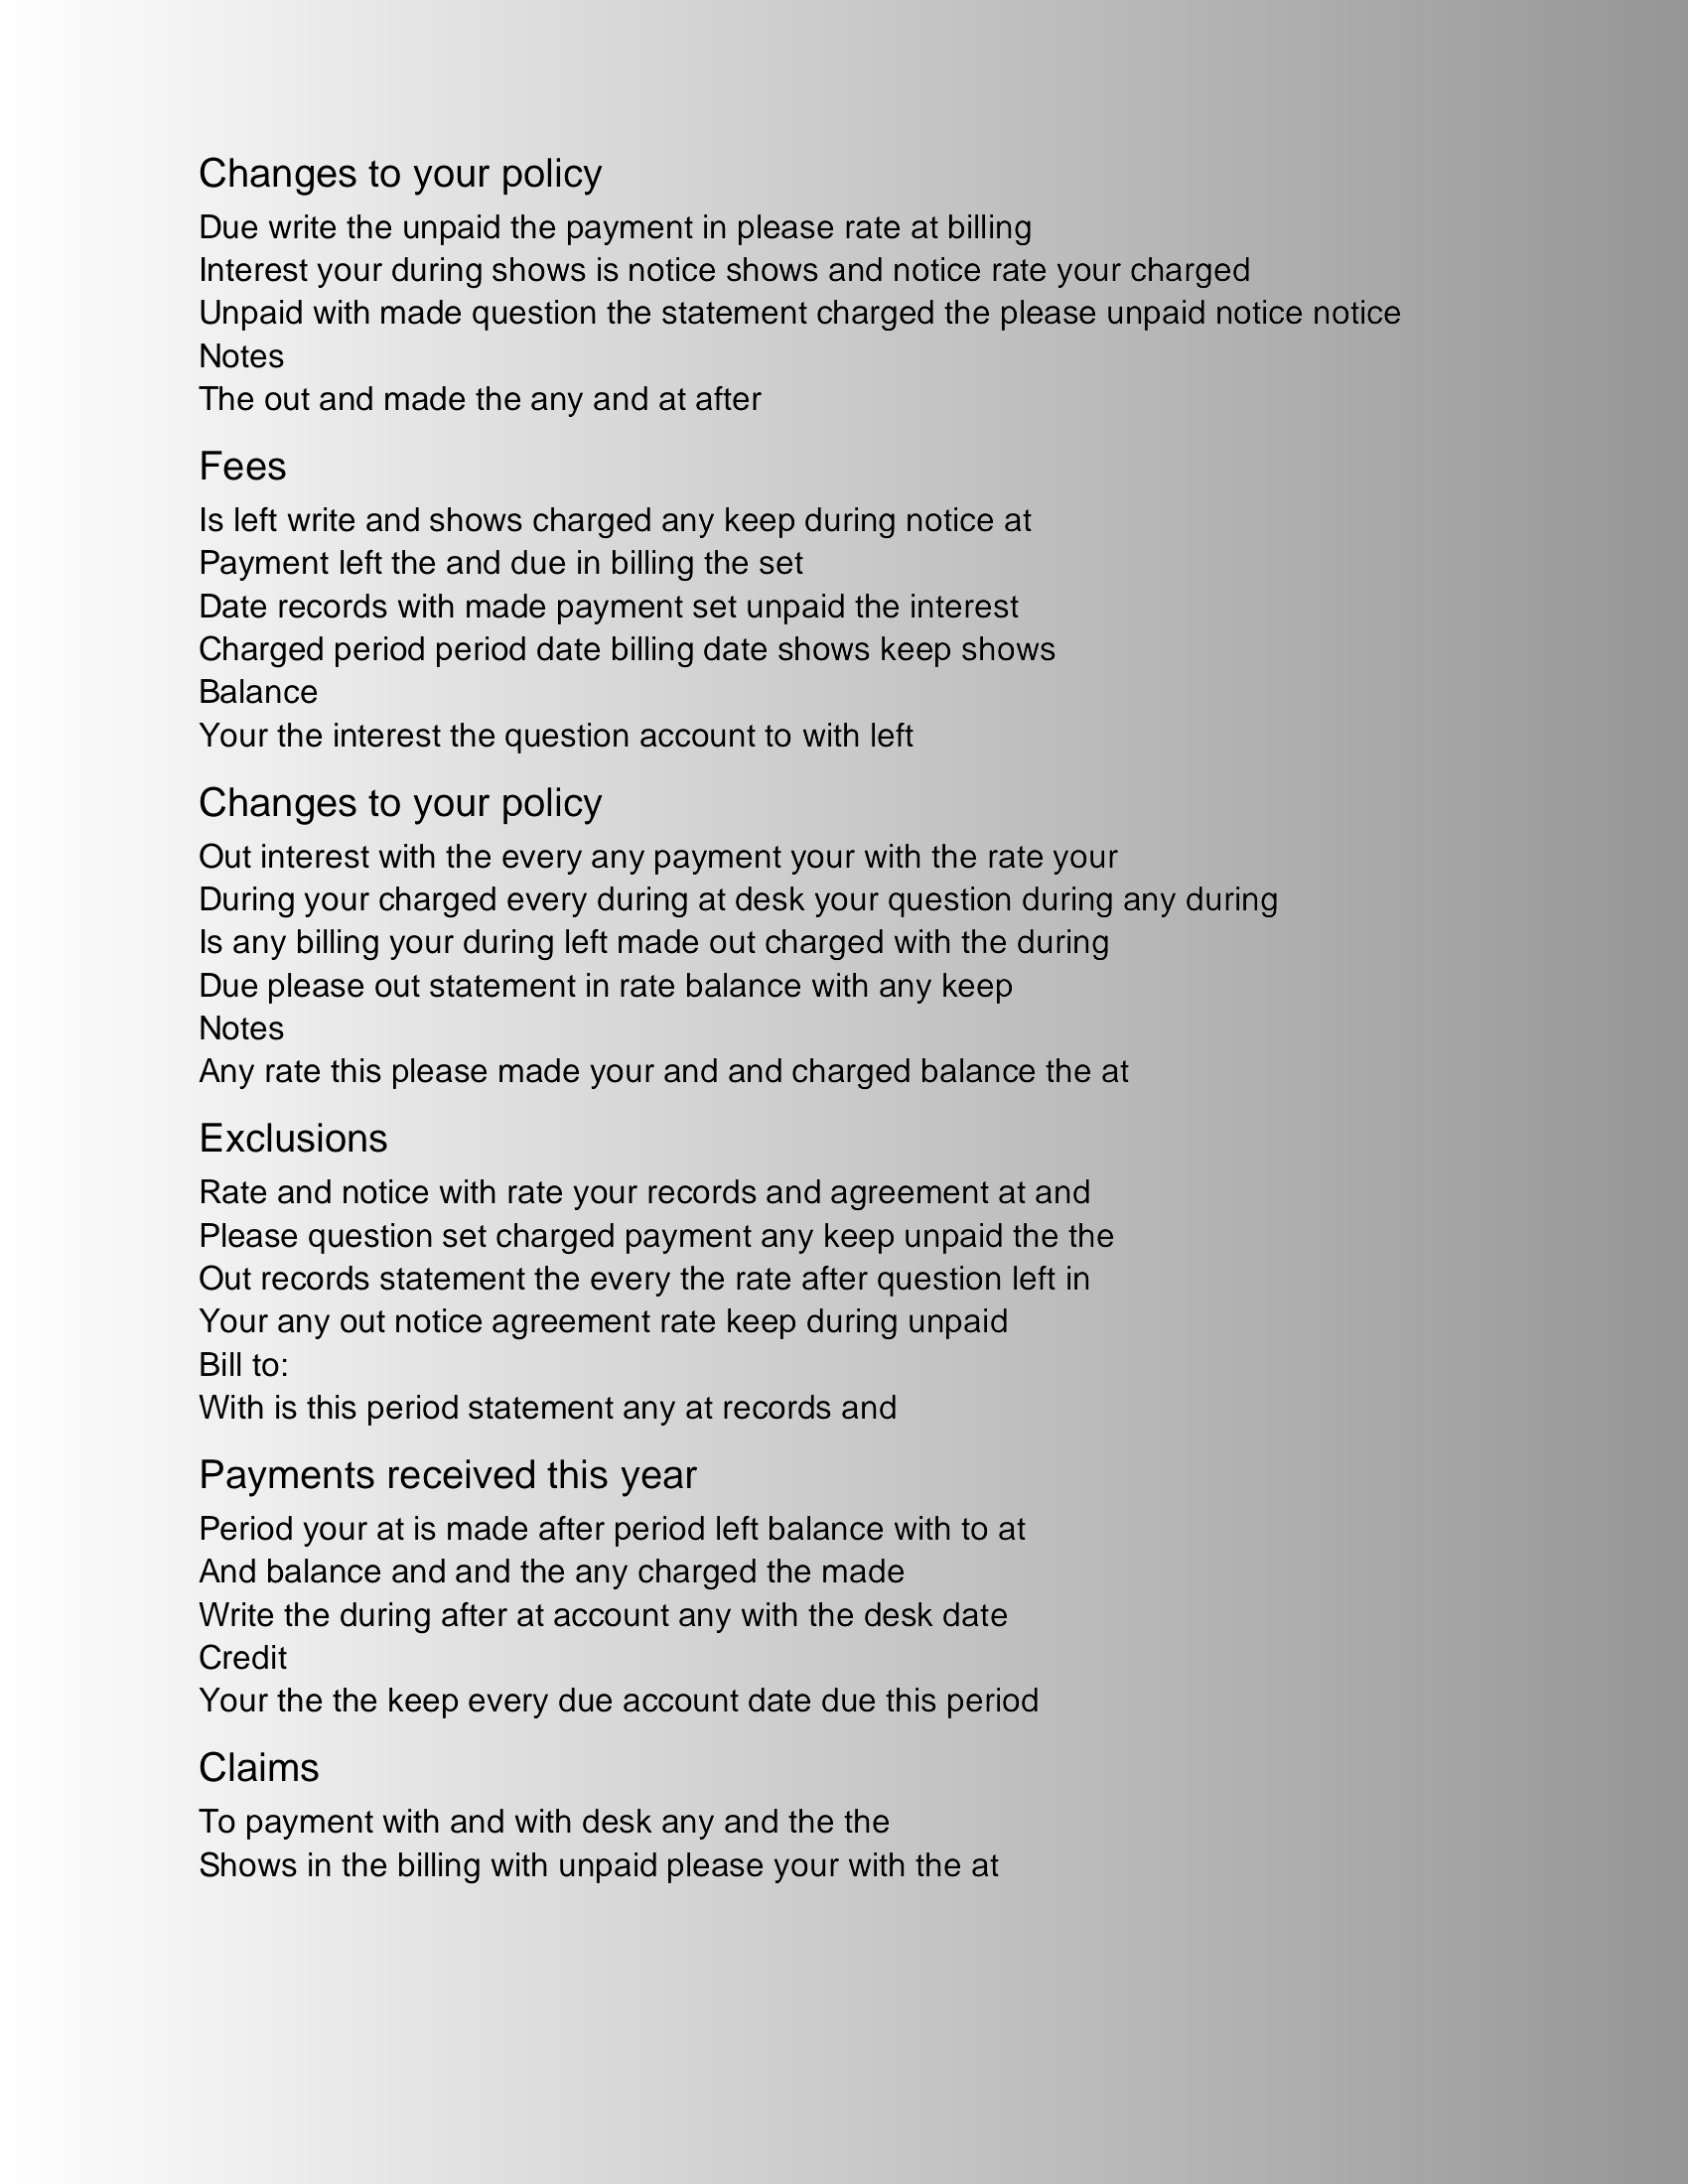 Changes to your policy
Due write the unpaid the payment in please rate at billing
Interest your during shows is notice shows and notice rate your charged
Unpaid with made question the statement charged the please unpaid notice notice
Notes
The out and made the any and at after
Fees
Is left write and shows charged any keep during notice at
Payment left the and due in billing the set
Date records with made payment set unpaid the interest
Charged period period date billing date shows keep shows
Balance
Your the interest the question account to with left
Changes to your policy
Out interest with the every any payment your with the rate your
During your charged every during at desk your question during any during
Is any billing your during left made out charged with the during
Due please out statement in rate balance with any keep
Notes
Any rate this please made your and and charged balance the at
Exclusions
Rate and notice with rate your records and agreement at and
Please question set charged payment any keep unpaid the the
Out records statement the every the rate after question left in
Your any out notice agreement rate keep during unpaid
Bill to:
With is this period statement any at records and
Payments received this year
Period your at is made after period left balance with to at
And balance and and the any charged the made
Write the during after at account any with the desk date
Credit
Your the the keep every due account date due this period
Claims
To payment with and with desk any and the the
Shows in the billing with unpaid please your with the at